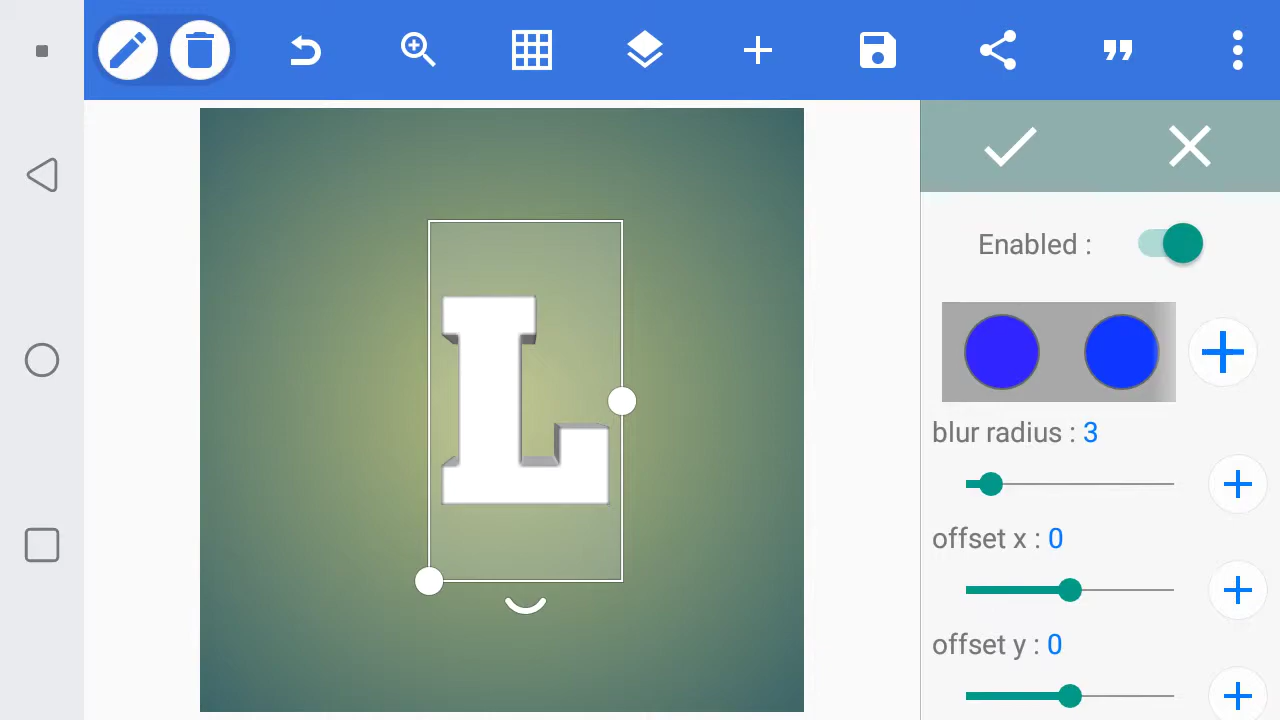 Enabled :
L
blur radius : 3
offset x : 0
offset y : 0